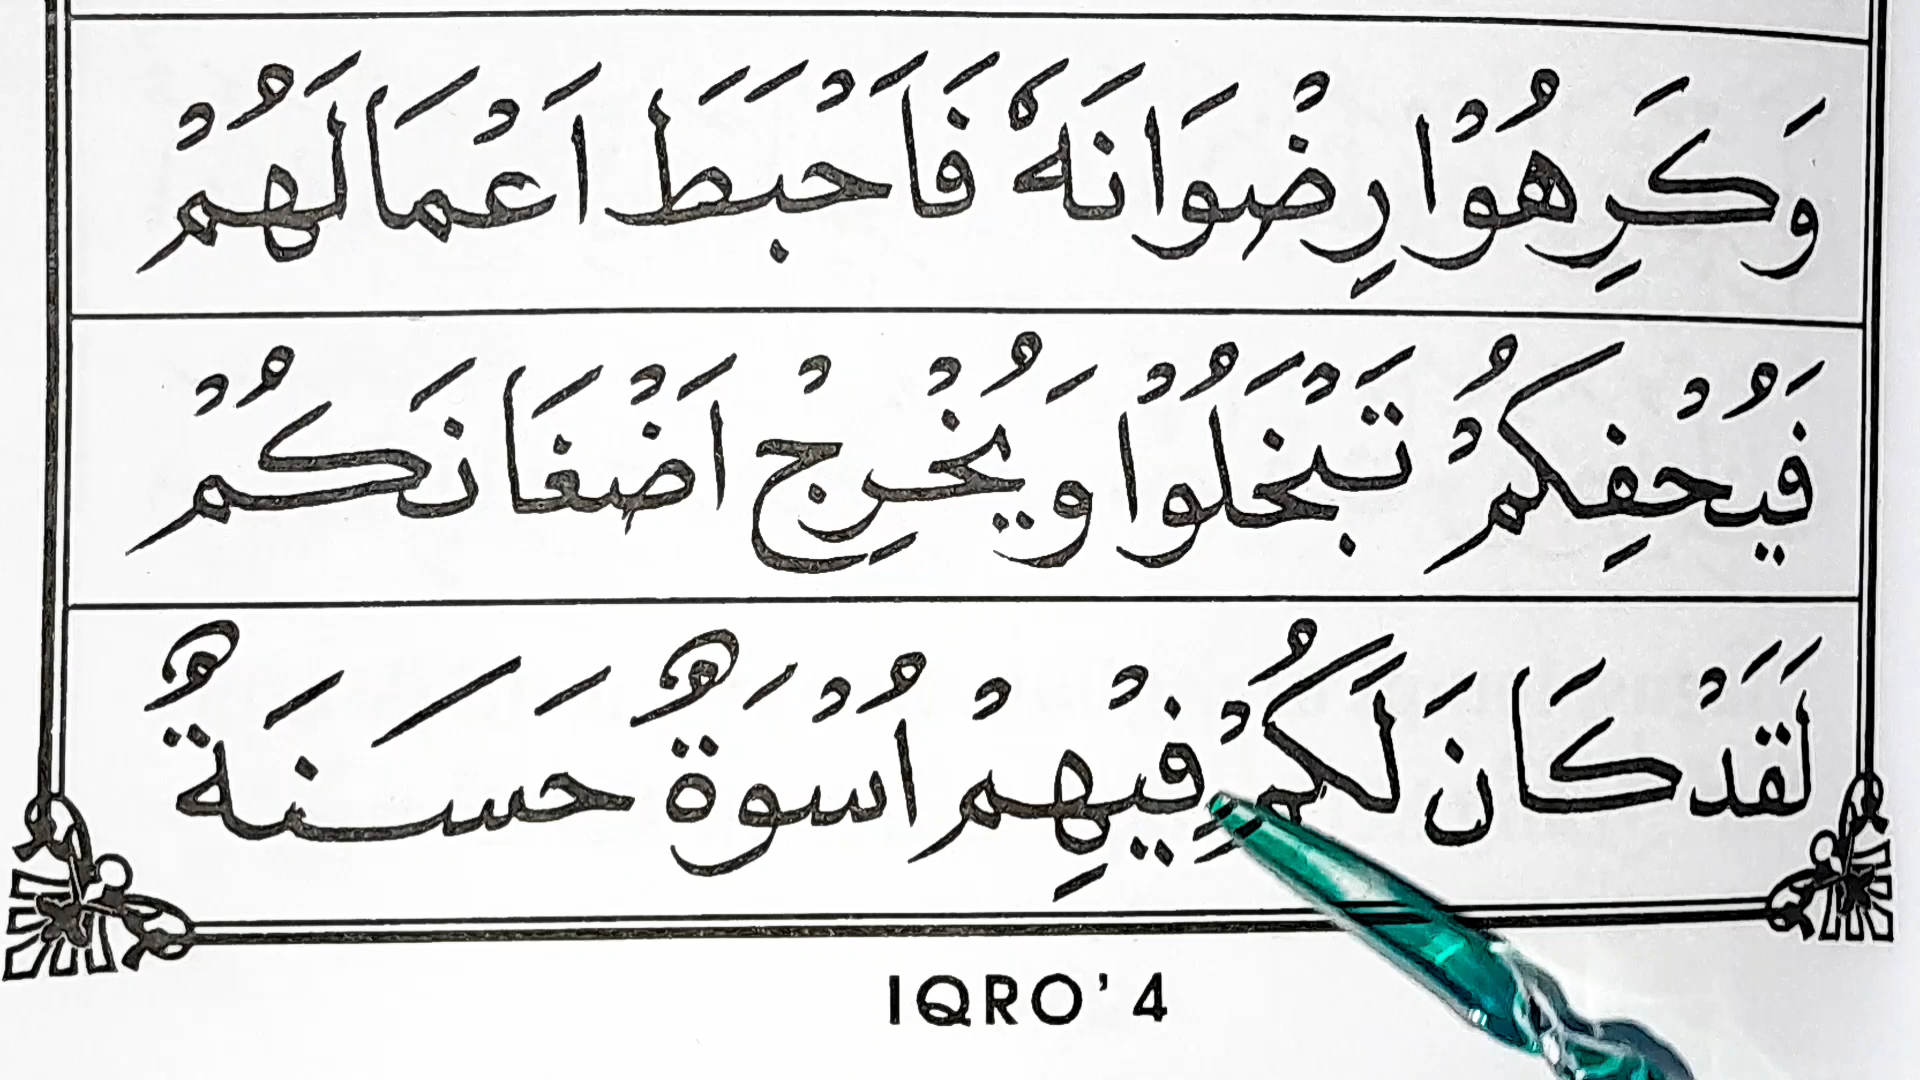 وَكَرِهُوْا رِضْوَانَهٗ فَاَحْبَطَ اَعْمَالَهُمْ
فَيُحْفِكُمْ تَبْخَلُوْا وَيُخْرِجْ اَضْغَانَكُمْ
لَقَدْ كَانَ لَكُمْ فِيْهِمْ اُسْوَةٌ حَسَنَةٌ
IQRO' 4